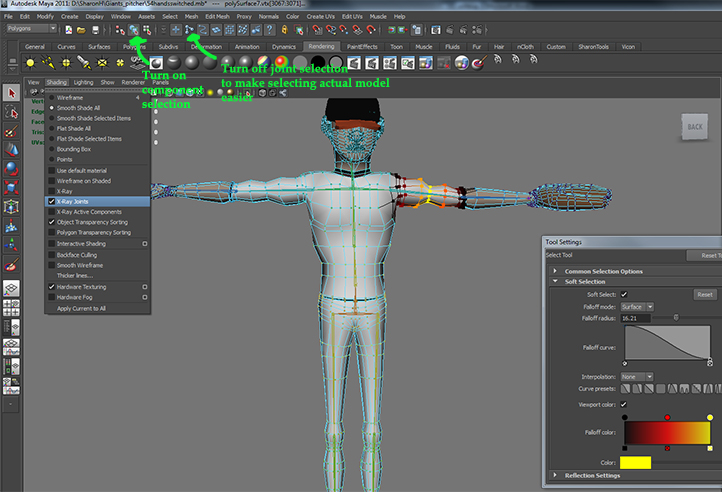 Autodesk Maya 2011: D:\SharonH\Giants_pitcher\54handsswitched.mb* --- polySurface7.vtx[3067:3071]...
Edit Modify Create Display Window Assets Select Mesh Edit Mesh Proxy Normals Color Create UVs Edit UVs Muscle Help
Polygons
General Curves Surfaces Polygons Subdivs Deformation Animation Dynamics Rendering PaintEffects Toon Muscle Fluids Fur Hair nCloth Custom SharonTools Vicon
Turn on
component
selection
Turn off joint selection
to make selecting actual model
easier
View Shading Lighting Show Renderer Panels
Wireframe 4
Smooth Shade All
Smooth Shade Selected Items
Flat Shade All
Flat Shade Selected Items
Bounding Box
Points
Use default material
Wireframe on Shaded
X-Ray
X-Ray Joints
X-Ray Active Components
Object Transparency Sorting
Polygon Transparency Sorting
Interactive Shading
Backface Culling
Smooth Wireframe
Thicker lines...
Hardware Texturing
Hardware Fog
Apply Current to All
BACK
Tool Settings
Select Tool
Reset T
Common Selection Options
Soft Selection
Soft Select:
Reset
Falloff mode: Surface
Falloff radius: 16.21
Falloff curve:
Interpolation: None
Curve presets:
Viewport color:
Falloff color:
Color:
Reflection Settings